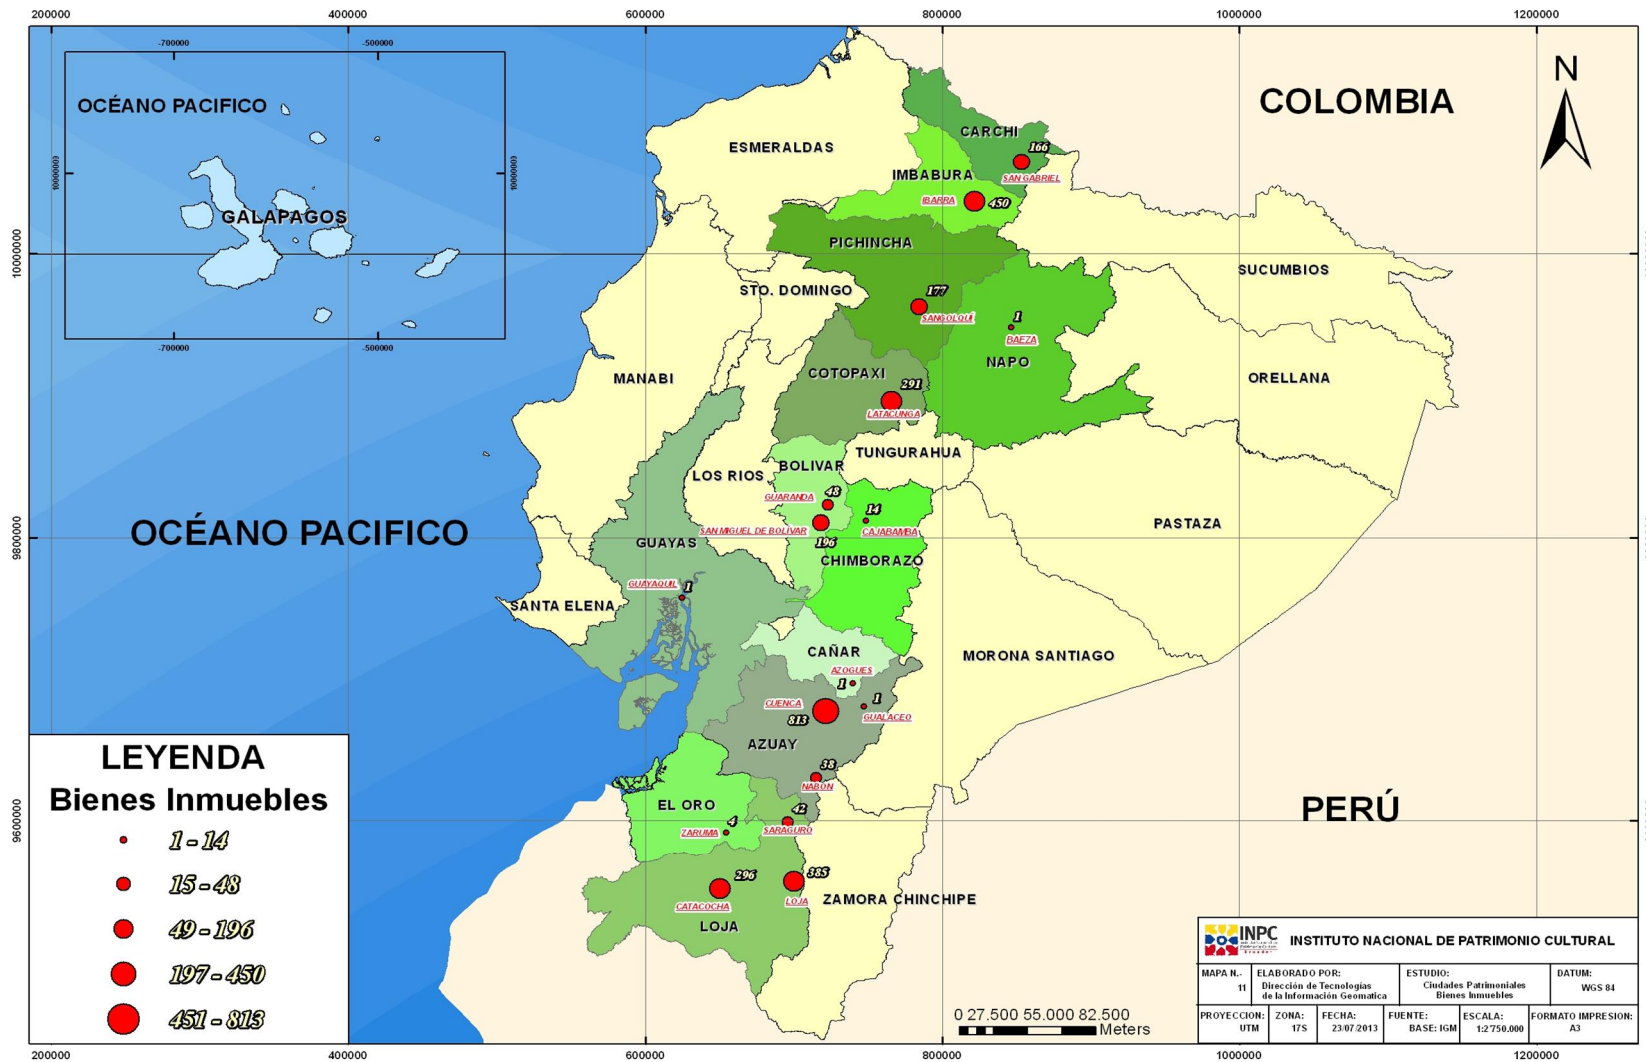 200000 400000 600000 800000 1000000 1200000
-700000 -500000
OCÉANO PACIFICO
10000000 10000000
GALAPAGOS
-700000 -500000
COLOMBIA
N
CARCHI
166
SAN GABRIEL
ESMERALDAS
IMBABURA
IBARRA
450
PICHINCHA
10000000
SUCUMBIOS
STO. DOMINGO
177
SANGOLQUÍ
1
BAEZA
NAPO
MANABI
COTOPAXI
ORELLANA
291
LATACUNGA
TUNGURAHUA
BOLIVAR
LOS RIOS
48
GUARANDA
14
CAJABAMBA
SAN MIGUEL DE BOLÍVAR
196
PASTAZA
OCÉANO PACIFICO
9800000
GUAYAS
CHIMBORAZO
GUAYAQUIL
1
SANTA ELENA
CAÑAR
MORONA SANTIAGO
AZOGUES
1
1
GUALACEO
CUENCA
813
AZUAY
38
NABÓN
EL ORO
42
SARAGURO
4
ZARUMA
PERÚ
9600000
296
CATACOCHA
385
LOJA
ZAMORA CHINCHIPE
LOJA
LEYENDA
Bienes Inmuebles
1 - 14
15 - 48
49 - 196
197 - 450
451 - 813
0 27.500 55.000 82.500
Meters
INPC
INSTITUTO NACIONAL DE PATRIMONIO CULTURAL
MAPA N.-
11
ELABORADO POR:
Dirección de Tecnologías
de la Información Geomatica
ESTUDIO:
Ciudades Patrimoniales
Bienes Inmuebles
DATUM:
WGS 84
PROYECCION:
UTM
ZONA:
17S
FECHA:
23/07/2013
FUENTE:
BASE: IGM
ESCALA:
1:2'750.000
FORMATO IMPRESION:
A3
200000 400000 600000 800000 1000000 1200000